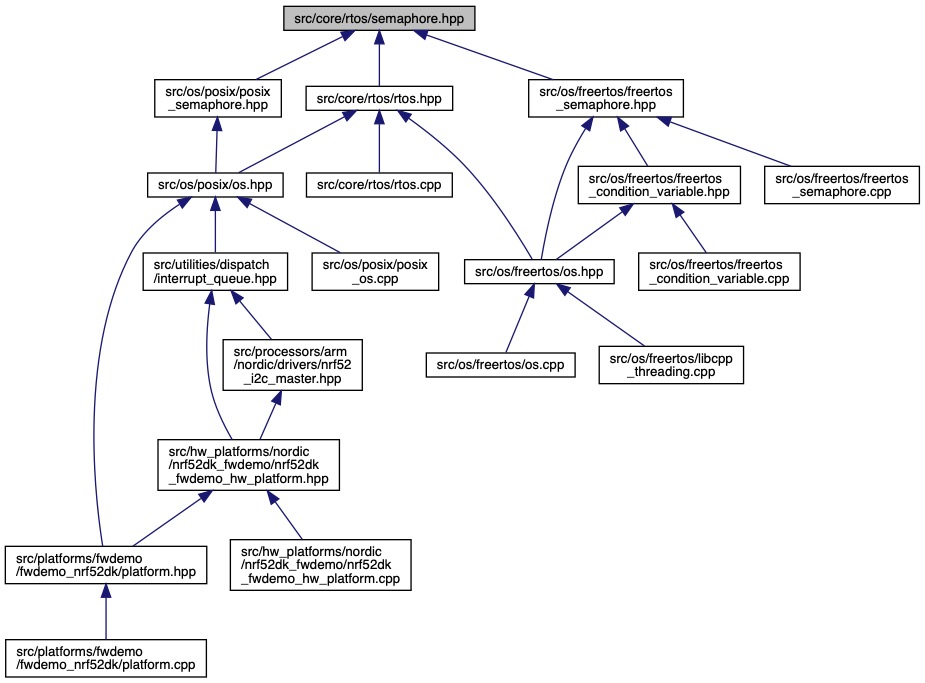 src/core/rtos/semaphore.hpp
src/os/posix/posix
_semaphore.hpp
src/core/rtos/rtos.hpp
src/os/freertos/freertos
_semaphore.hpp
src/os/posix/os.hpp
src/core/rtos/rtos.cpp
src/os/freertos/freertos
_condition_variable.hpp
src/os/freertos/freertos
_semaphore.cpp
src/utilities/dispatch
/interrupt_queue.hpp
src/os/posix/posix
_os.cpp
src/os/freertos/os.hpp
src/os/freertos/freertos
_condition_variable.cpp
src/processors/arm
/nordic/drivers/nrf52
_i2c_master.hpp
src/os/freertos/os.cpp
src/os/freertos/libcpp
_threading.cpp
src/hw_platforms/nordic
/nrf52dk_fwdemo/nrf52dk
_fwdemo_hw_platform.hpp
src/platforms/fwdemo
/fwdemo_nrf52dk/platform.hpp
src/hw_platforms/nordic
/nrf52dk_fwdemo/nrf52dk
_fwdemo_hw_platform.cpp
src/platforms/fwdemo
/fwdemo_nrf52dk/platform.cpp